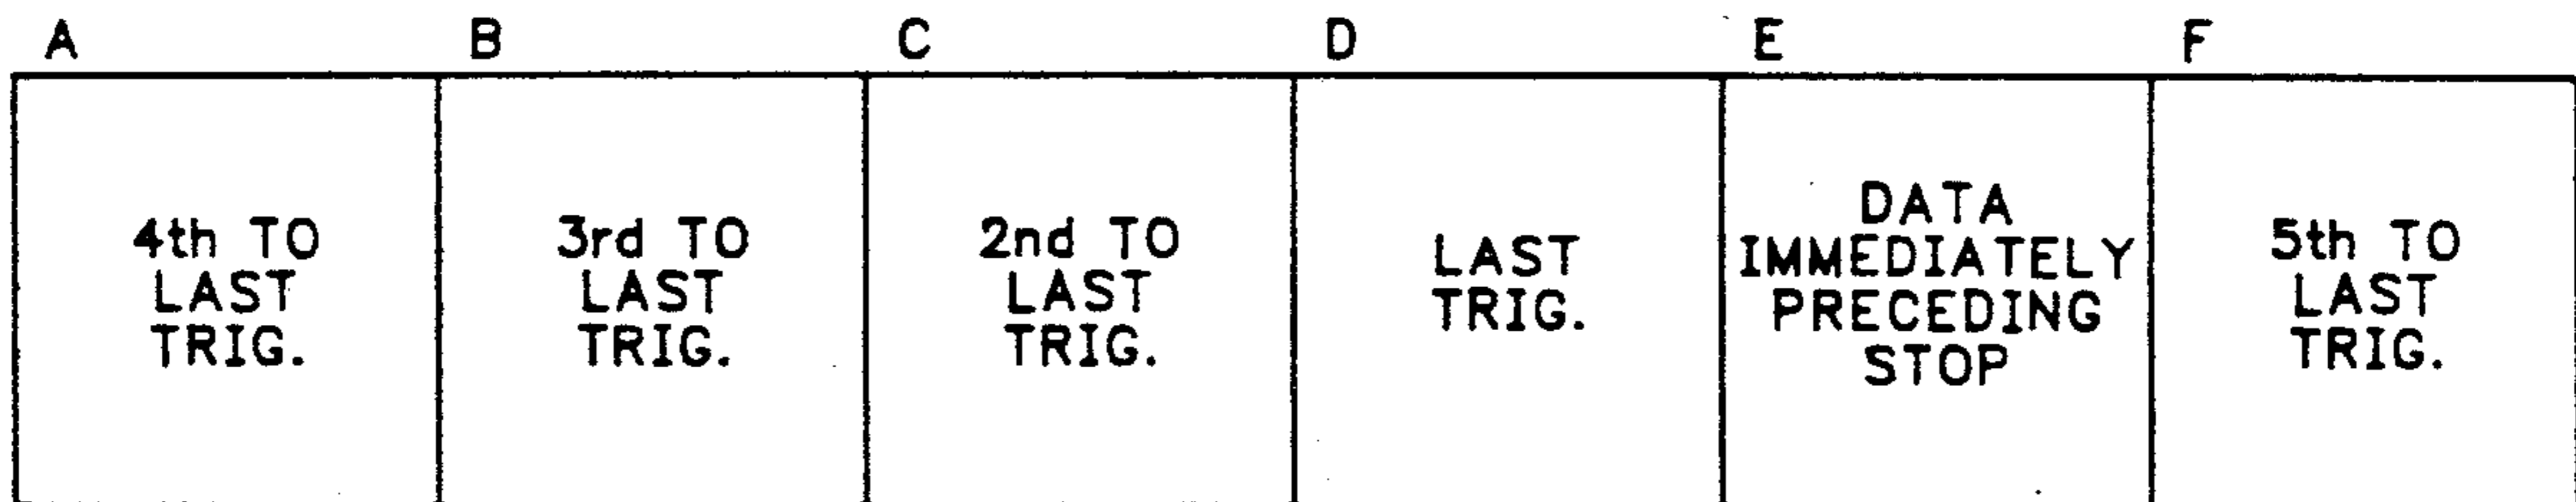 A B C D E F
4th TO
LAST
TRIG.
3rd TO
LAST
TRIG.
2nd TO
LAST
TRIG.
LAST
TRIG.
DATA
IMMEDIATELY
PRECEDING
STOP
5th TO
LAST
TRIG.